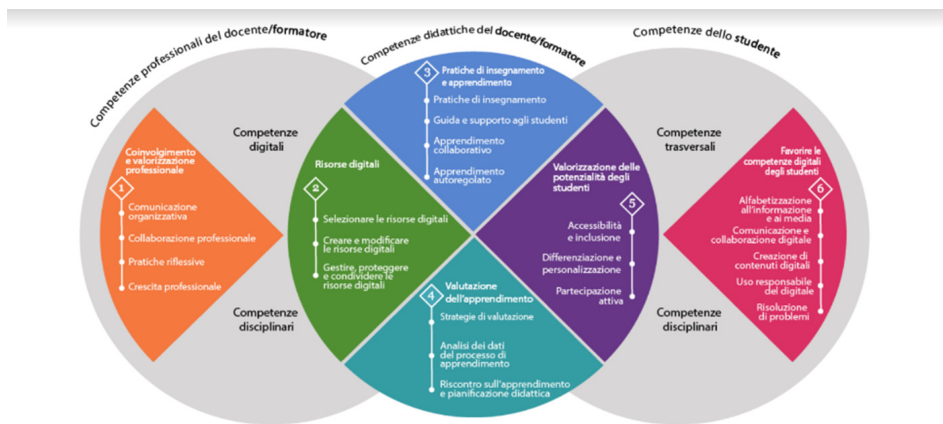 Competenze professionali del docente/formatore
Competenze didattiche del docente/formatore
Competenze dello studente
Competenze
digitali
Competenze
disciplinari
Coinvolgimento
e valorizzazione
professionale
1
Comunicazione
organizzativa
Collaborazione professionale
Pratiche riflessive
Crescita professionale
Risorse digitali
2
Selezionare le risorse digitali
Creare e modificare
le risorse digitali
Gestire, proteggere
e condividere le
risorse digitali
3
Pratiche di insegnamento
e apprendimento
Pratiche di insegnamento
Guida e supporto agli studenti
Apprendimento
collaborativo
Apprendimento
autoregolato
4
Valutazione
dell'apprendimento
Strategie di valutazione
Analisi dei dati
del processo di
apprendimento
Riscontro sull'apprendimento
e pianificazione didattica
Valorizzazione delle
potenzialità degli
studenti
5
Accessibilità
e inclusione
Differenziazione e
personalizzazione
Partecipazione
attiva
Competenze
trasversali
Competenze
disciplinari
Favorire le
competenze digitali
degli studenti
6
Alfabetizzazione
all'informazione
e ai media
Comunicazione e
collaborazione digitale
Creazione di
contenuti digitali
Uso responsabile
del digitale
Risoluzione
di problemi